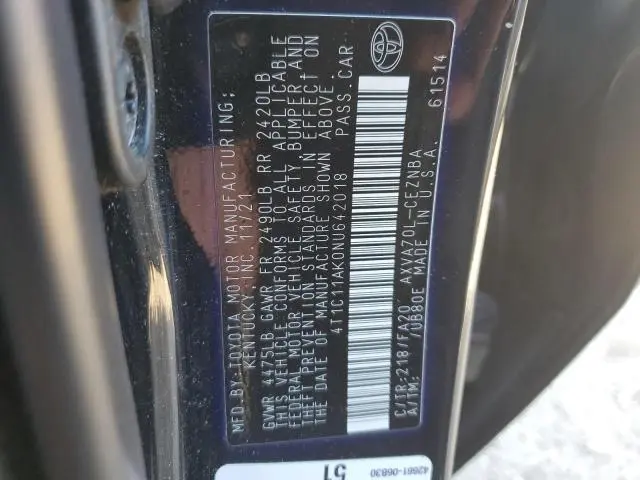 MFD.BY: TOYOTA MOTOR MANUFACTURING;
KENTUCKY, INC. 11/21
GVWR 4475LB GAWR FR 2490LB RR 2420LB
THIS VEHICLE CONFORMS TO ALL APPLICABLE
FEDERAL MOTOR VEHICLE SAFETY, BUMPER, AND
THEFT PREVENTION STANDARDS IN EFFECT ON
THE DATE OF MANUFACTURE SHOWN ABOVE.
4T1C11AK0NU642018 PASS.CAR
C/TR:218/FA20 AXVA70L-CEZNBA
A/TM: /UB80E MADE IN U.S.A. 61514
42661-06830
51